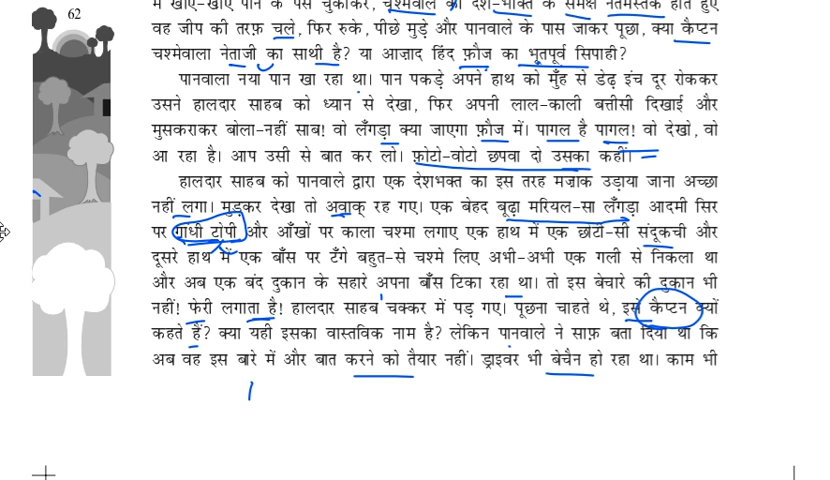 62
में खाए-खाए पान के पैसे चुकाकर, चश्मेवाले की देश-भक्ति के समक्ष नतमस्तक होते हुए
वह जीप की तरफ़ चले, फिर रुके, पीछे मुड़े और पानवाले के पास जाकर पूछा, क्या कैप्टन
चश्मेवाला नेताजी का साथी है? या आज़ाद हिंद फ़ौज का भूतपूर्व सिपाही?
पानवाला नया पान खा रहा था। पान पकड़े अपने हाथ को मुँह से डेढ़ इंच दूर रोककर
उसने हालदार साहब को ध्यान से देखा, फिर अपनी लाल-काली बत्तीसी दिखाई और
मुसकराकर बोला-नहीं साब! वो लँगड़ा क्या जाएगा फ़ौज में। पागल है पागल! वो देखो, वो
आ रहा है। आप उसी से बात कर लो। फ़ोटो-वोटो छपवा दो उसका कहीं।
हालदार साहब को पानवाले द्वारा एक देशभक्त का इस तरह मज़ाक उड़ाया जाना अच्छा
नहीं लगा। मुड़कर देखा तो अवाक् रह गए। एक बेहद बूढ़ा मरियल-सा लँगड़ा आदमी सिर
पर गांधी टोपी और आँखों पर काला चश्मा लगाए एक हाथ में एक छोटी-सी संदूकची और
दूसरे हाथ में एक बाँस पर टँगे बहुत-से चश्मे लिए अभी-अभी एक गली से निकला था
और अब एक बंद दुकान के सहारे अपना बाँस टिका रहा था। तो इस बेचारे की दुकान भी
नहीं! फेरी लगाता है! हालदार साहब चक्कर में पड़ गए। पूछना चाहते थे, इसे कैप्टन क्यों
कहते हैं? क्या यही इसका वास्तविक नाम है? लेकिन पानवाले ने साफ़ बता दिया था कि
अब वह इस बारे में और बात करने को तैयार नहीं। ड्राइवर भी बेचैन हो रहा था। काम भी